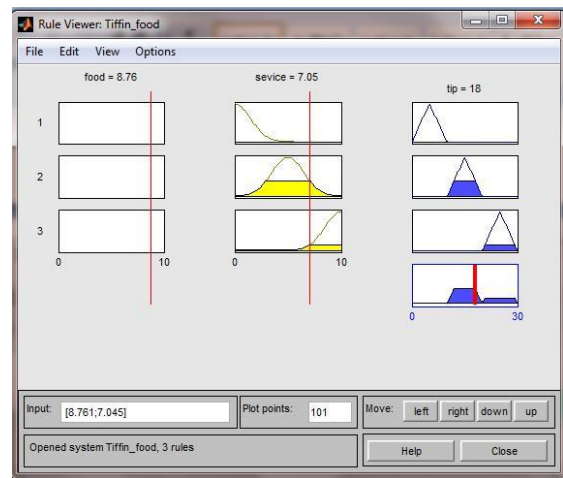 Rule Viewer: Tiffin_food
File Edit View Options
food = 8.76
sevice = 7.05
tip = 18
1
2
3
0 10
0 10
0 30
Input: [8.761;7.045]
Plot points: 101
Move: left right down up
Opened system Tiffin_food, 3 rules
Help Close